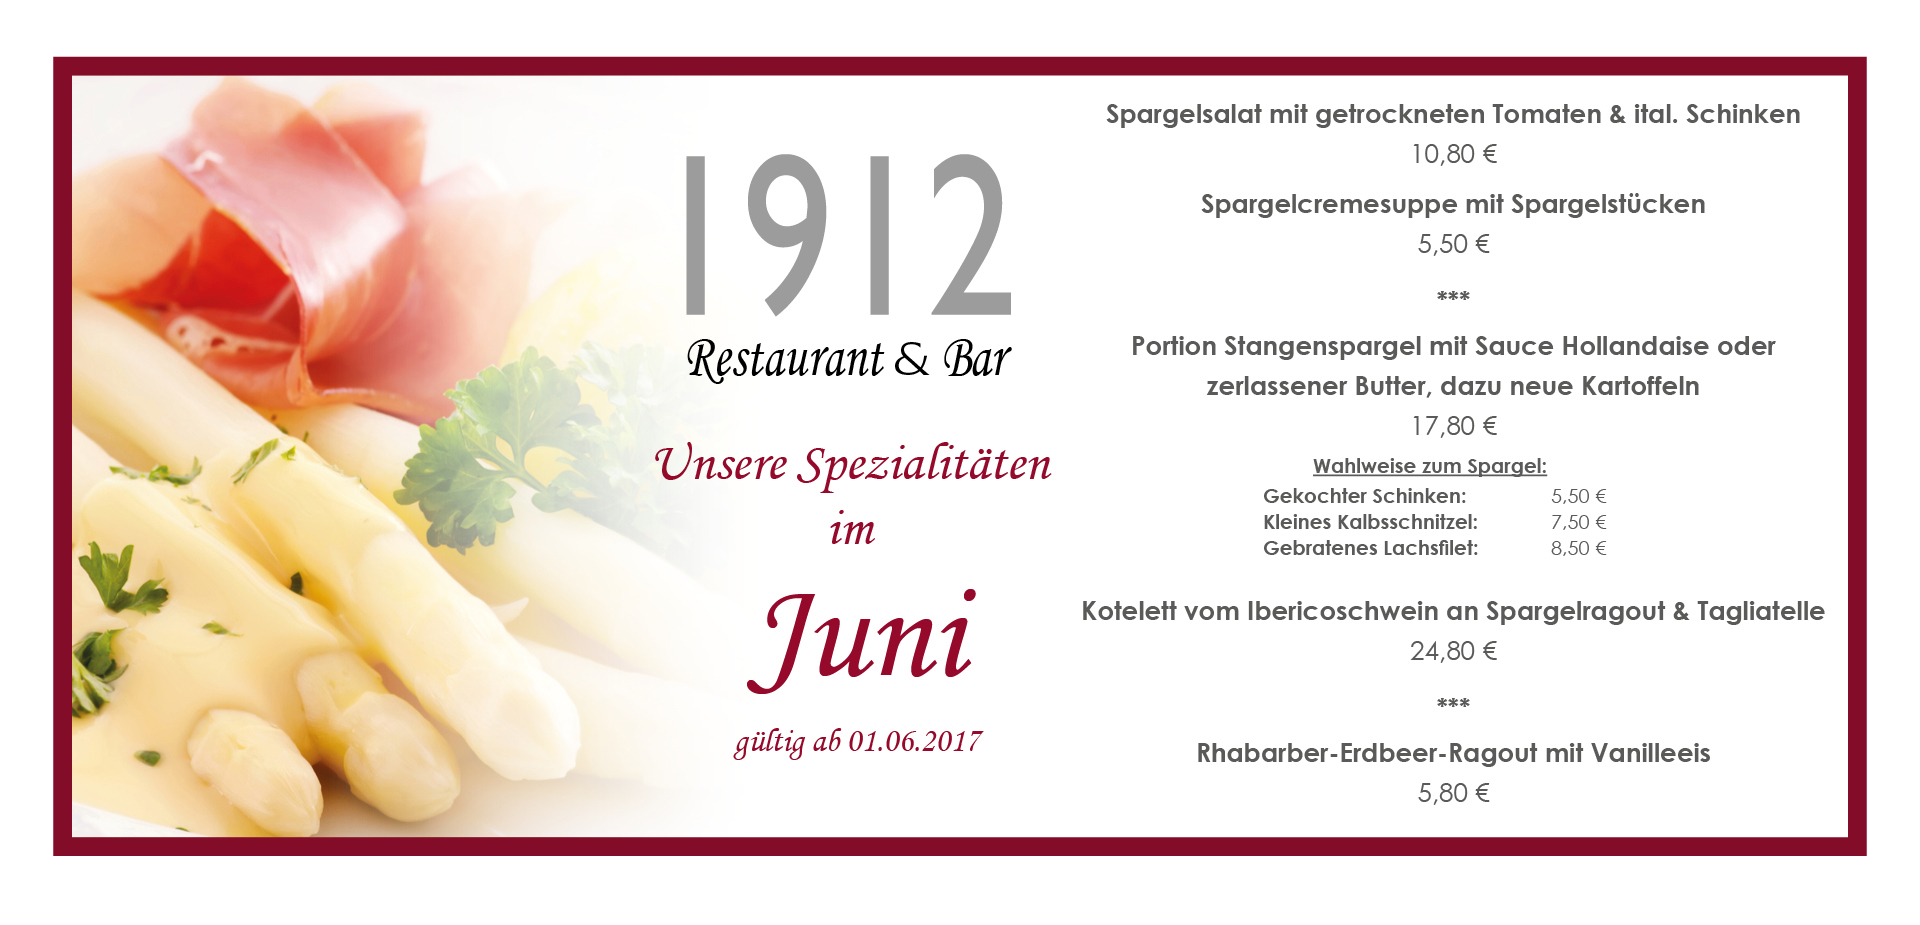 1912
Restaurant & Bar
Unsere Spezialitäten
im
Juni
gültig ab 01.06.2017
Spargelsalat mit getrockneten Tomaten & ital. Schinken
10,80 €
Spargelcremesuppe mit Spargelstücken
5,50 €
***
Portion Stangenspargel mit Sauce Hollandaise oder
zerlassener Butter, dazu neue Kartoffeln
17,80 €
Wahlweise zum Spargel:
Gekochter Schinken: 5,50 €
Kleines Kalbsschnitzel: 7,50 €
Gebratenes Lachsfilet: 8,50 €
Kotelett vom Ibericoschwein an Spargelragout & Tagliatelle
24,80 €
***
Rhabarber-Erdbeer-Ragout mit Vanilleeis
5,80 €